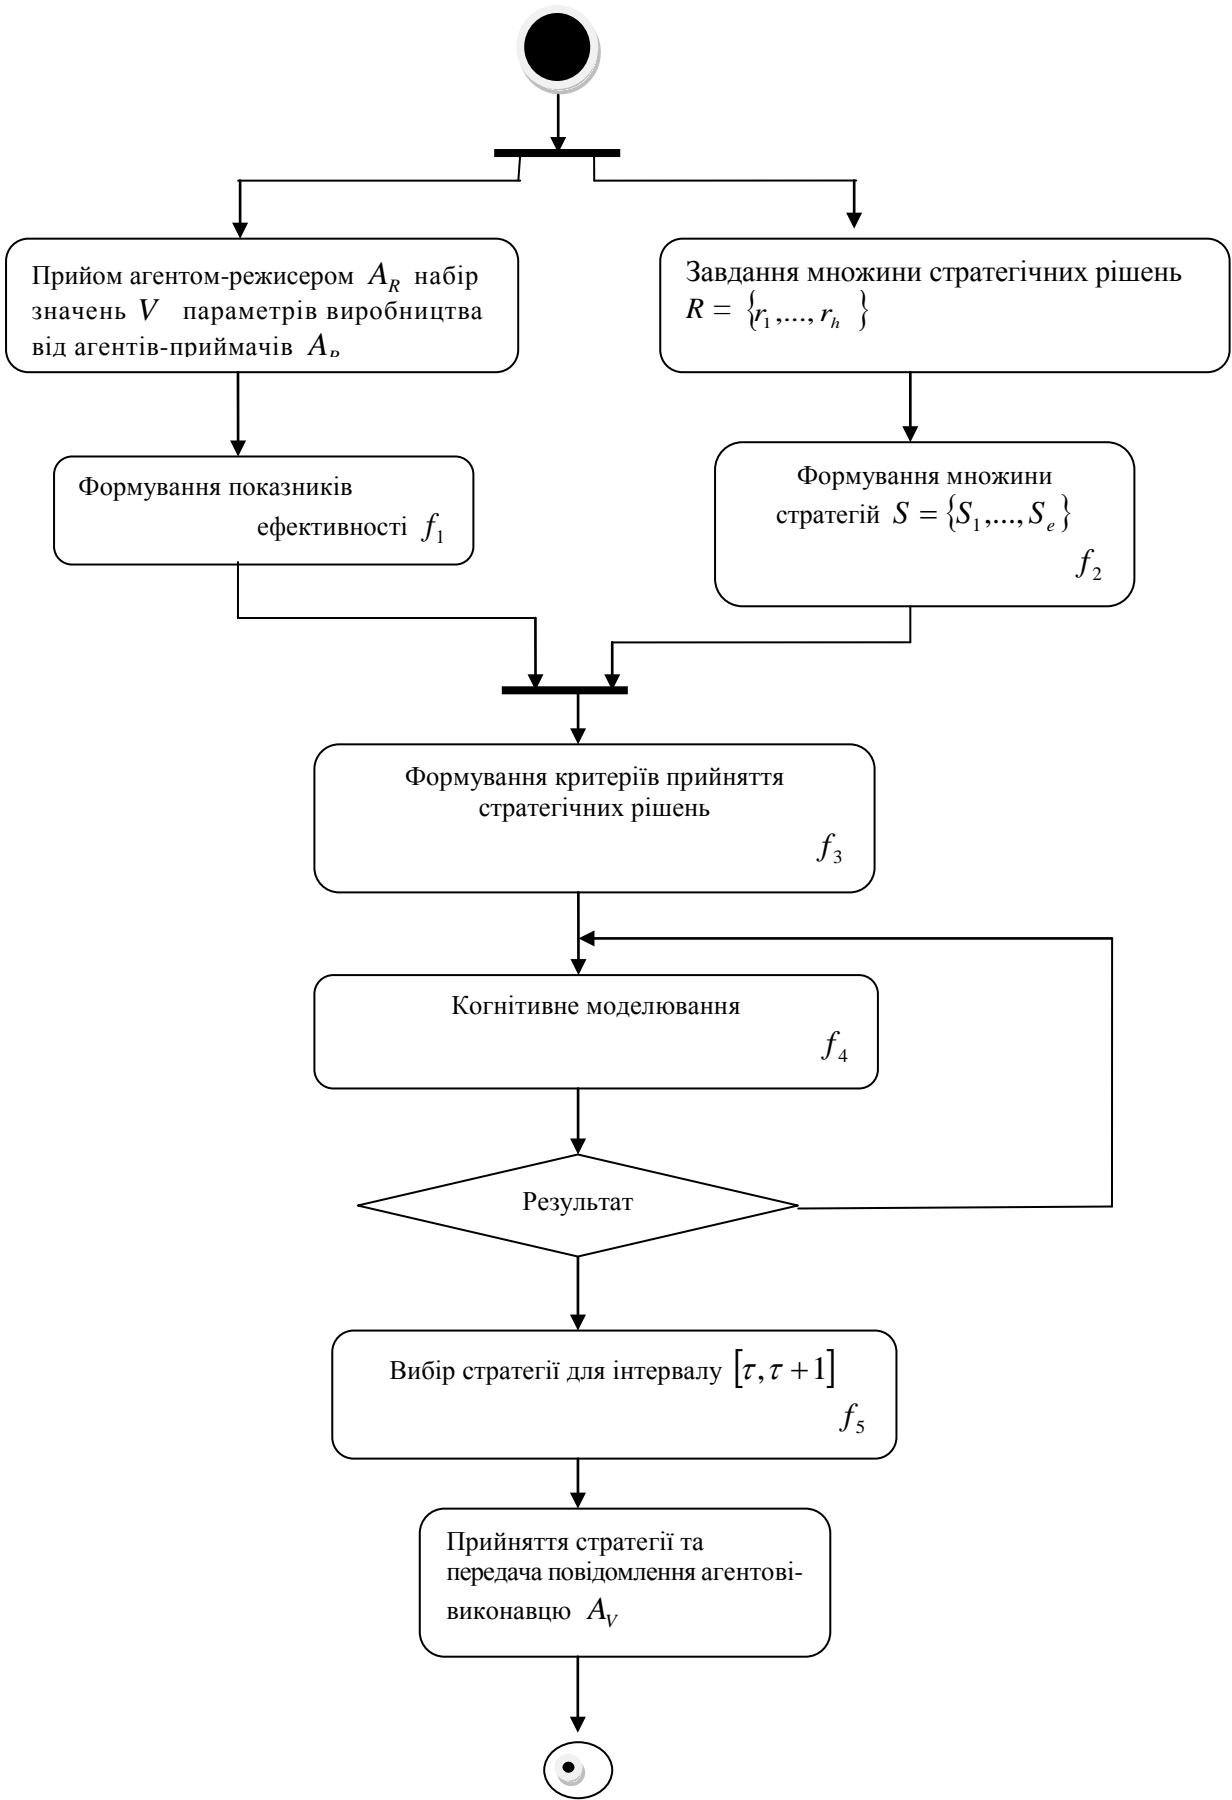 Прийом агентом-режисером A_R набір
значень V параметрів виробництва
від агентів-приймачів
Завдання множини стратегічних рішень
R = {r_1,..., r_h }
Формування показників
ефективності f_1
Формування множини
стратегій S = {S_1,..., S_e}
f_2
Формування критеріїв прийняття
стратегічних рішень
f_3
Когнітивне моделювання
f_4
Результат
Вибір стратегії для інтервалу [τ, τ + 1]
f_5
Прийняття стратегії та
передача повідомлення агентові-
виконавцю A_V